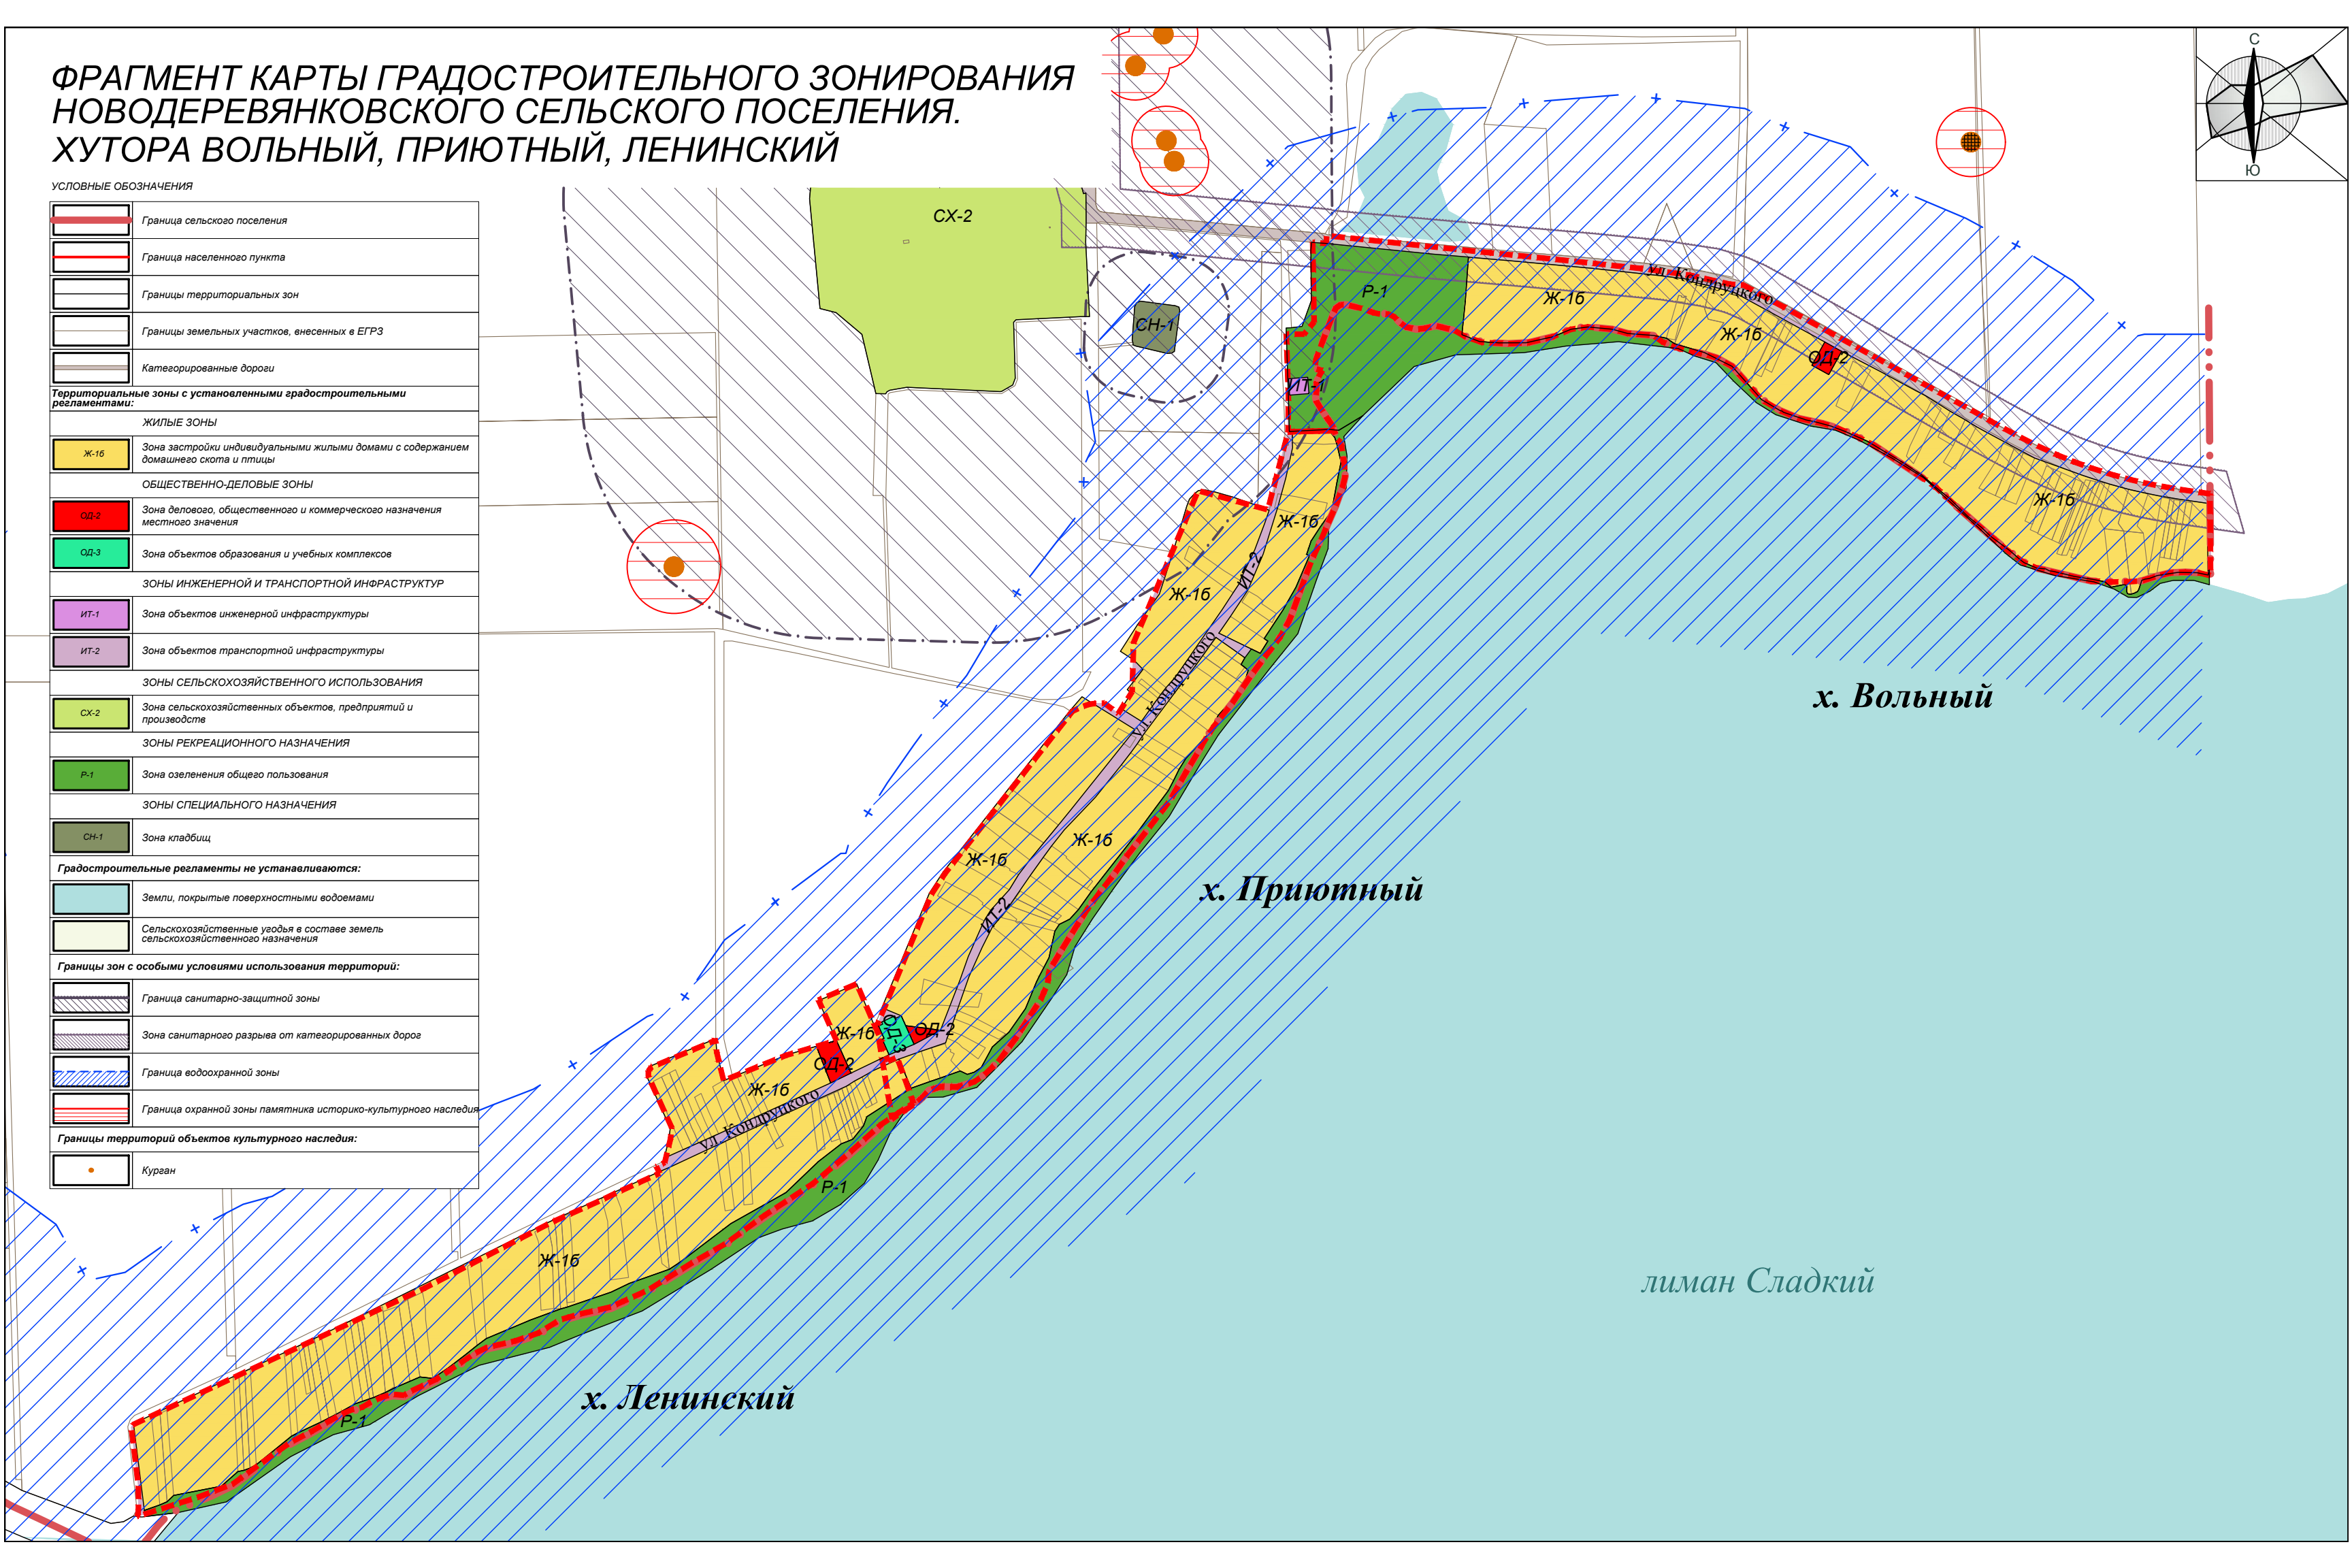 ФРАГМЕНТ КАРТЫ ГРАДОСТРОИТЕЛЬНОГО ЗОНИРОВАНИЯ
НОВОДЕРЕВЯНКОВСКОГО СЕЛЬСКОГО ПОСЕЛЕНИЯ.
ХУТОРА ВОЛЬНЫЙ, ПРИЮТНЫЙ, ЛЕНИНСКИЙ
УСЛОВНЫЕ ОБОЗНАЧЕНИЯ
Граница сельского поселения
Граница населенного пункта
Границы территориальных зон
Границы земельных участков, внесенных в ЕГРЗ
Категорированные дороги
Территориальные зоны с установленными градостроительными
регламентами:
ЖИЛЫЕ ЗОНЫ
Ж-1б
Зона застройки индивидуальными жилыми домами с содержанием
домашнего скота и птицы
ОБЩЕСТВЕННО-ДЕЛОВЫЕ ЗОНЫ
ОД-2
Зона делового, общественного и коммерческого назначения
местного значения
ОД-3
Зона объектов образования и учебных комплексов
ЗОНЫ ИНЖЕНЕРНОЙ И ТРАНСПОРТНОЙ ИНФРАСТРУКТУР
ИТ-1
Зона объектов инженерной инфраструктуры
ИТ-2
Зона объектов транспортной инфраструктуры
ЗОНЫ СЕЛЬСКОХОЗЯЙСТВЕННОГО ИСПОЛЬЗОВАНИЯ
СХ-2
Зона сельскохозяйственных объектов, предприятий и
производств
ЗОНЫ РЕКРЕАЦИОННОГО НАЗНАЧЕНИЯ
Р-1
Зона озеленения общего пользования
ЗОНЫ СПЕЦИАЛЬНОГО НАЗНАЧЕНИЯ
СН-1
Зона кладбищ
Градостроительные регламенты не устанавливаются:
Земли, покрытые поверхностными водоемами
Сельскохозяйственные угодья в составе земель
сельскохозяйственного назначения
Границы зон с особыми условиями использования территорий:
Граница санитарно-защитной зоны
Зона санитарного разрыва от категорированных дорог
Граница водоохранной зоны
Граница охранной зоны памятника историко-культурного наследия
Границы территорий объектов культурного наследия:
Курган
С
Ю
СХ-2
СН-1
Р-1
ИТ-1
Ж-1б
ул. Кондруцкого
Ж-1б
ОД-2
Ж-1б
Ж-1б
ИТ-2
Ж-1б
ул. Кондруцкого
х. Вольный
Ж-1б
Ж-1б
х. Приютный
ИТ-2
Ж-1б
ОД-3
ОД-2
ОД-2
Ж-1б
ул. Кондруцкого
Р-1
Ж-1б
лиман Сладкий
х. Ленинский
Р-1